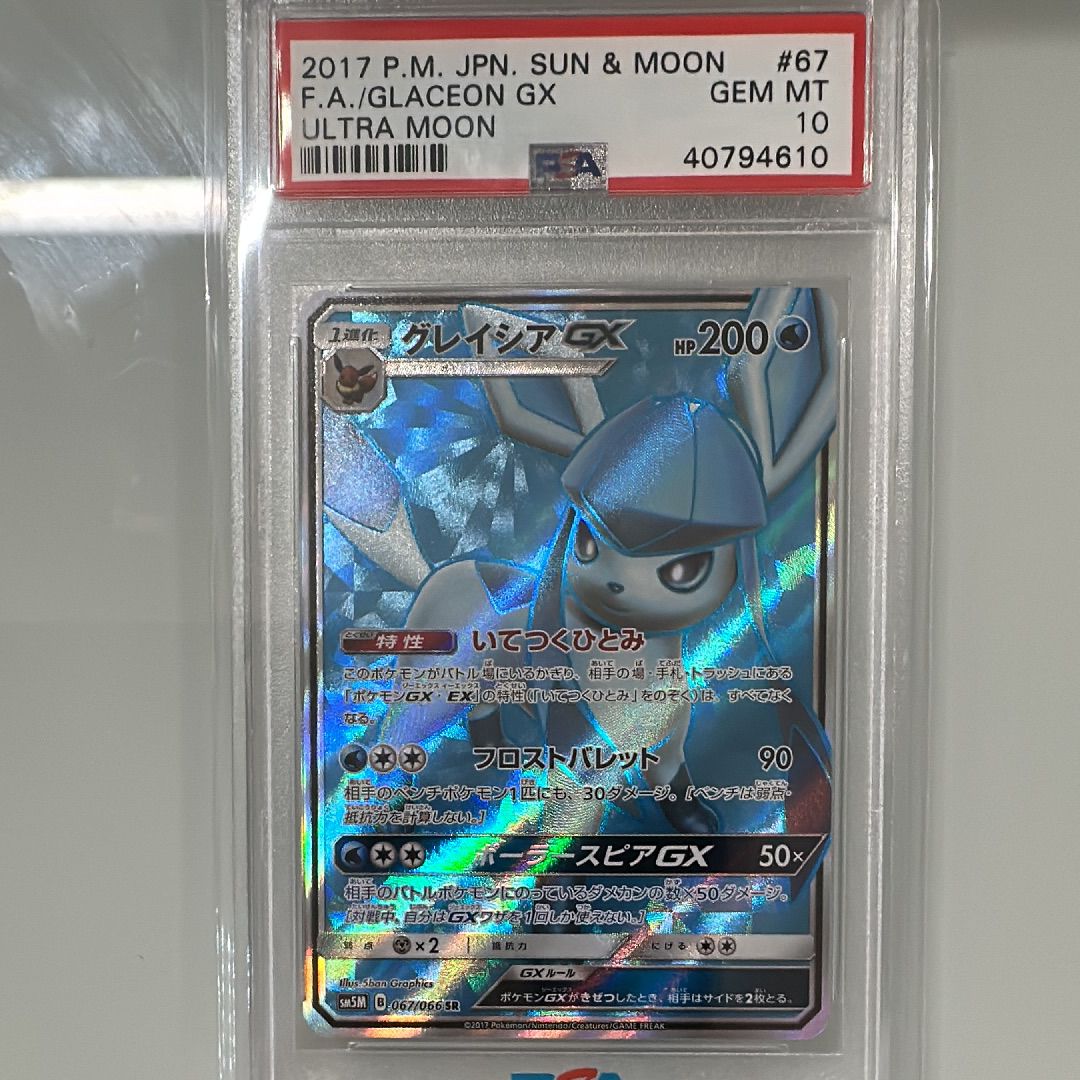 2017 P.M. JPN. SUN & MOON #67
F.A./GLACEON GX GEM MT
ULTRA MOON 10
PSA 40794610
1進化 グレイシアGX HP200
特性 いてつくひとみ
このポケモンがバトル場にいるかぎり、相手の場・手札・トラッシュにある
「ポケモンGX・EX」の特性(「いてつくひとみ」をのぞく)は、すべてなく
なる。
フロストバレット 90
相手のベンチポケモン1匹にも、30ダメージ。[ベンチは弱点・
抵抗力を計算しない。]
ポーラースピアGX 50×
相手のバトルポケモンにのっているダメカンの数×50ダメージ。
[対戦中、自分はGXワザを1回しか使えない。]
弱点 ×2 抵抗力 にげる
GXルール
Illus. 5ban Graphics
ポケモンGXがきぜつしたとき、相手はサイドを2枚とる。
SM5M B 067/066 SR
©2017 Pokémon/Nintendo/Creatures/GAME FREAK.
PSA